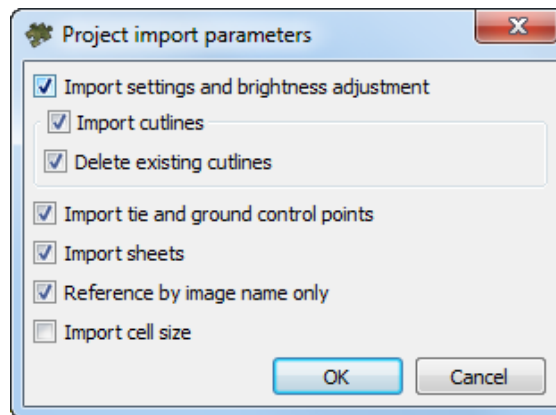 Project import parameters
Import settings and brightness adjustment
Import cutlines
Delete existing cutlines
Import tie and ground control points
Import sheets
Reference by image name only
Import cell size
OK Cancel